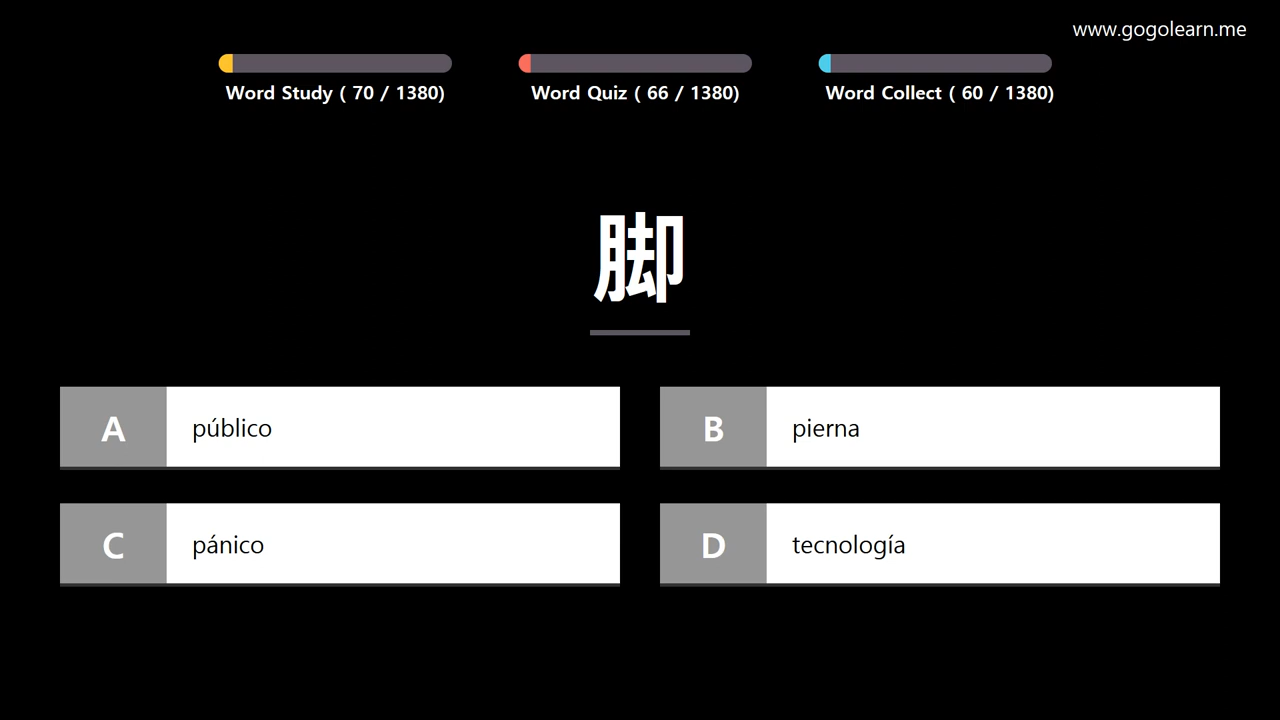 www.gogolearn.me
Word Study ( 70 / 1380)
Word Quiz ( 66 / 1380)
Word Collect ( 60 / 1380)
脚
A público
B pierna
C pánico
D tecnología